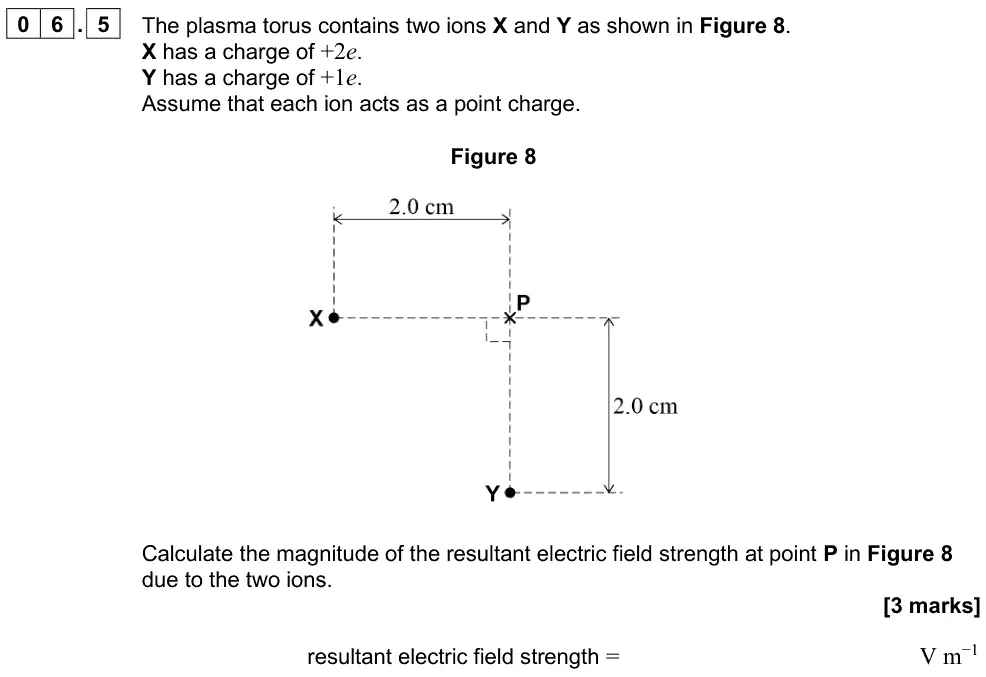 0 6 . 5 The plasma torus contains two ions X and Y as shown in Figure 8.
X has a charge of +2e.
Y has a charge of +1e.
Assume that each ion acts as a point charge.
Figure 8
2.0 cm
P
X
2.0 cm
Y
Calculate the magnitude of the resultant electric field strength at point P in Figure 8
due to the two ions.
[3 marks]
resultant electric field strength = V m⁻¹